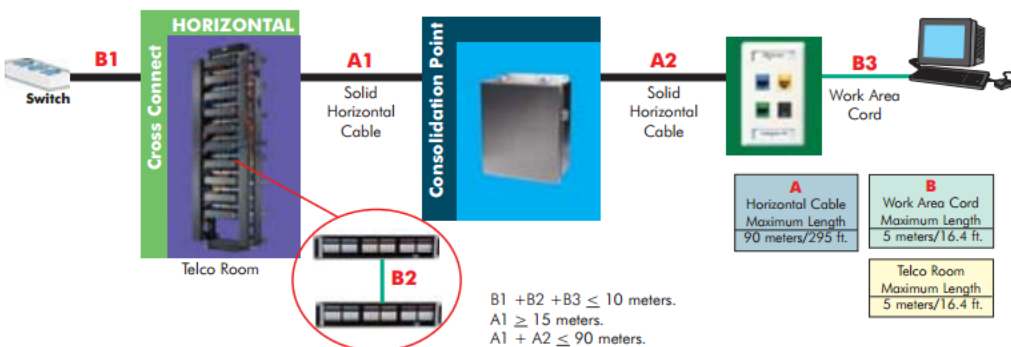 HORIZONTAL
Cross Connect
B1
Switch
A1
Solid
Horizontal
Cable
Consolidation Point
A2
Solid
Horizontal
Cable
B3
Work Area
Cord
Telco Room
B2
B1 +B2 +B3 ≤ 10 meters.
A1 ≥ 15 meters.
A1 + A2 ≤ 90 meters.
A
Horizontal Cable
Maximum Length
90 meters/295 ft.
B
Work Area Cord
Maximum Length
5 meters/16.4 ft.
Telco Room
Maximum Length
5 meters/16.4 ft.